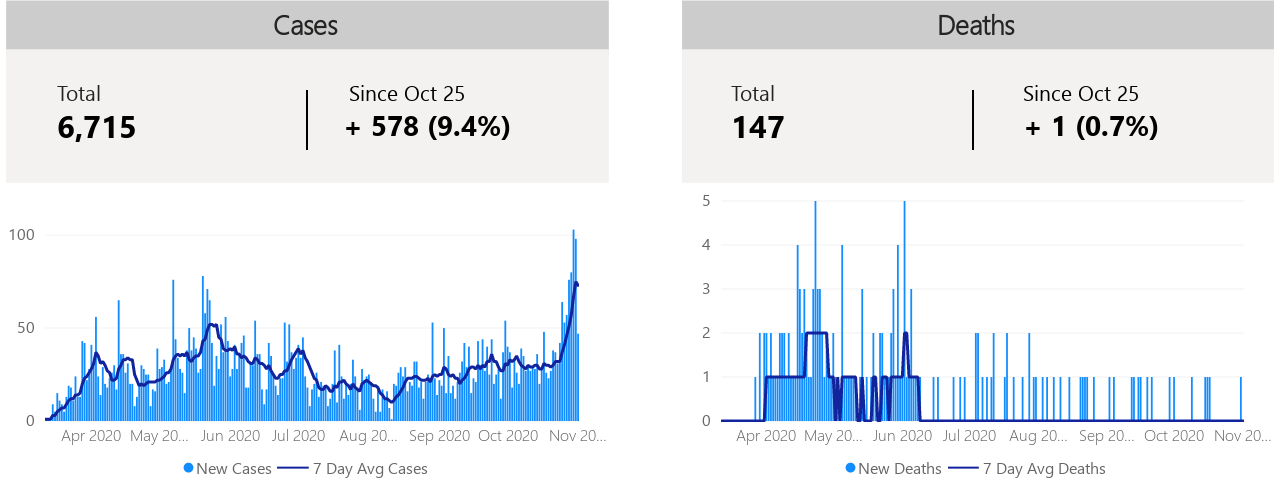 Cases
Total
Since Oct 25
6,715
+ 578 (9.4%)
100
50
0
Apr 2020 May 20... Jun 2020 Jul 2020 Aug 20... Sep 2020 Oct 2020 Nov 20...
New Cases 7 Day Avg Cases
Deaths
Total
Since Oct 25
147
+ 1 (0.7%)
5
4
3
2
1
0
Apr 2020 May 20... Jun 2020 Jul 2020 Aug 20... Sep 20... Oct 2020 Nov 20...
New Deaths 7 Day Avg Deaths